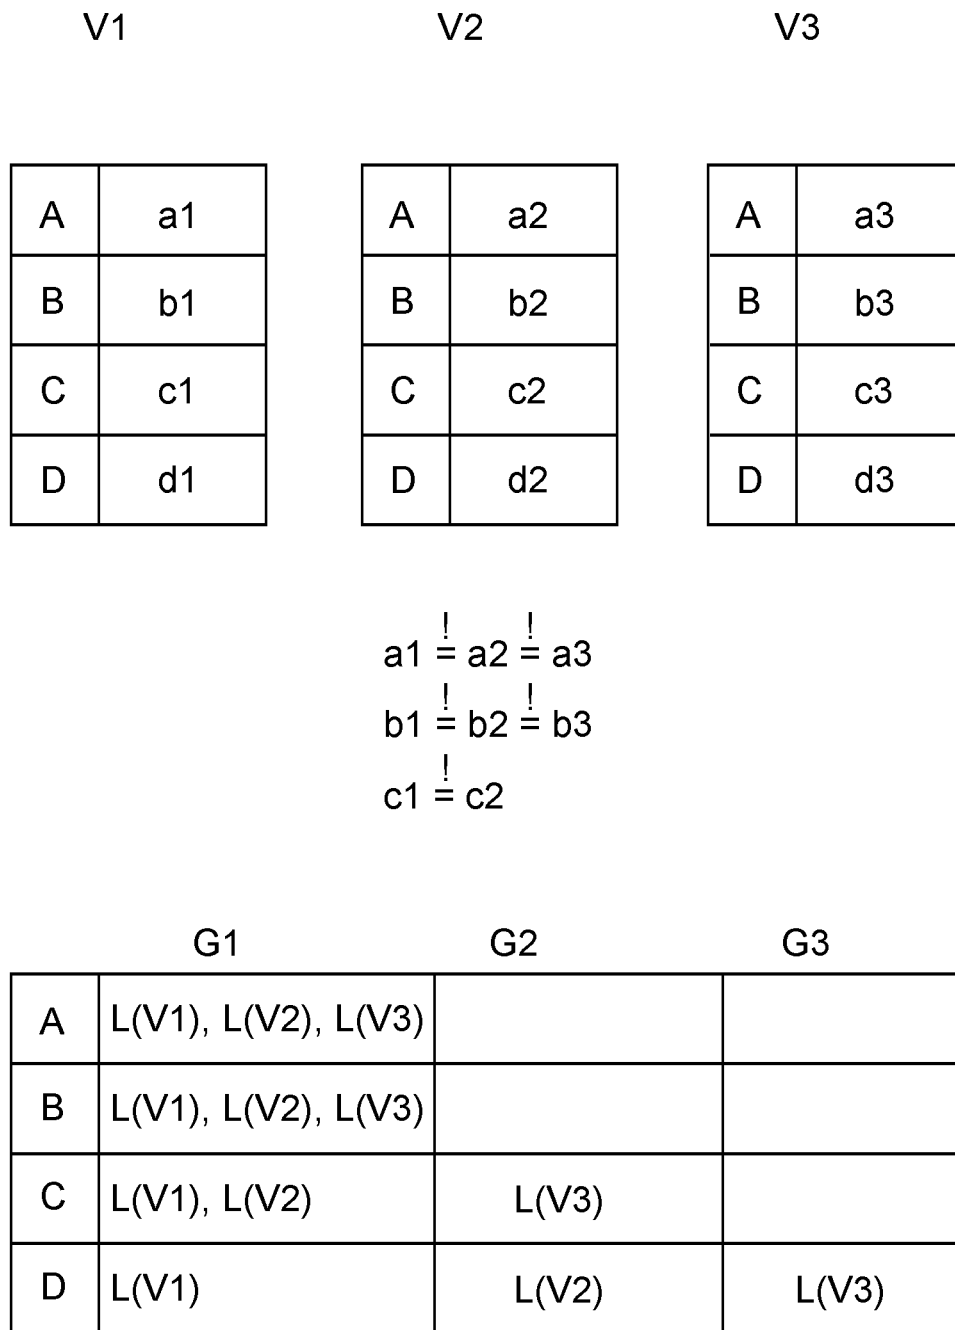 V1 V2 V3
A a1 A a2 A a3
B b1 B b2 B b3
C c1 C c2 C c3
D d1 D d2 D d3
! !
a1 = a2 = a3
! !
b1 = b2 = b3
!
c1 = c2
G1 G2 G3
A L(V1), L(V2), L(V3)
B L(V1), L(V2), L(V3)
C L(V1), L(V2) L(V3)
D L(V1) L(V2) L(V3)